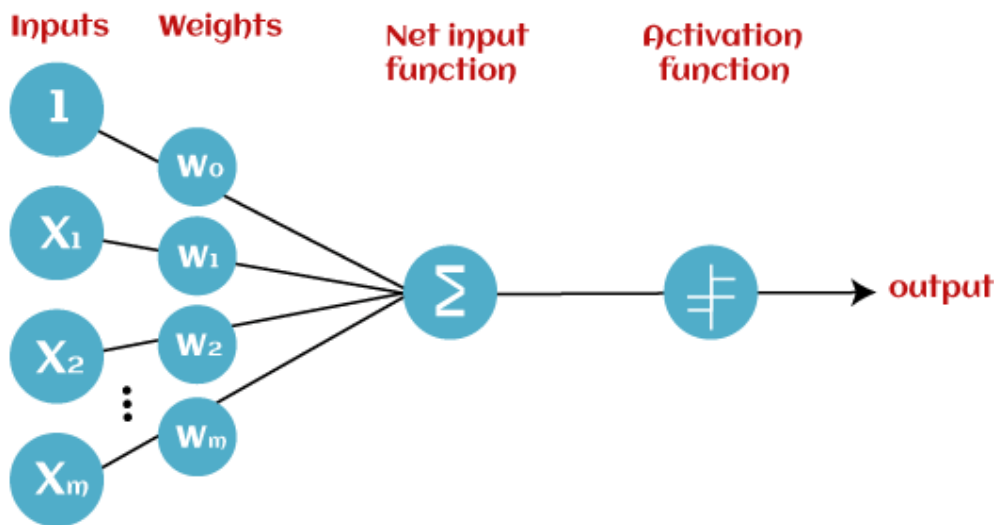 Inputs
Weights
Net input
function
Activation
function
1
W₀
X₁
W₁
Σ
output
X₂
W₂
Wₘ
Xₘ